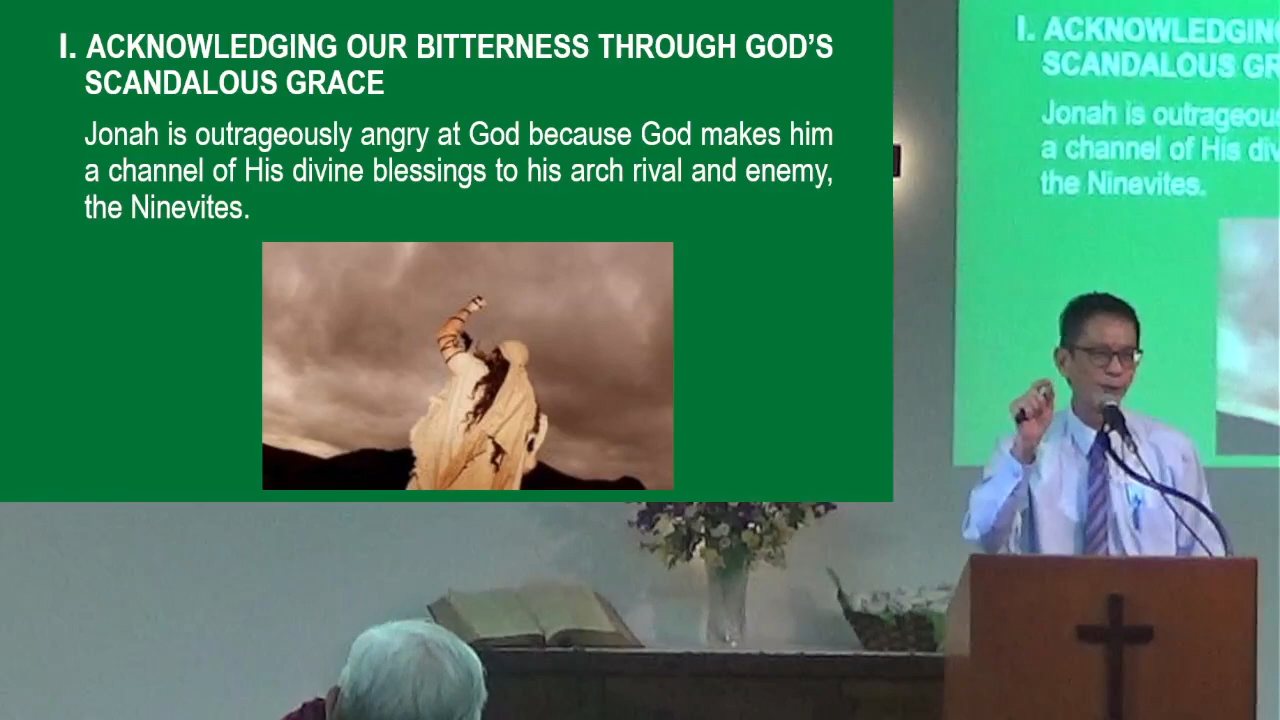 I. ACKNOWLEDGING OUR BITTERNESS THROUGH GOD'S
SCANDALOUS GRACE
Jonah is outrageously angry at God because God makes him
a channel of His divine blessings to his arch rival and enemy,
the Ninevites.
I. ACKNOWLEDGING
SCANDALOUS GR
Jonah is outrageou
a channel of His div
the Ninevites.